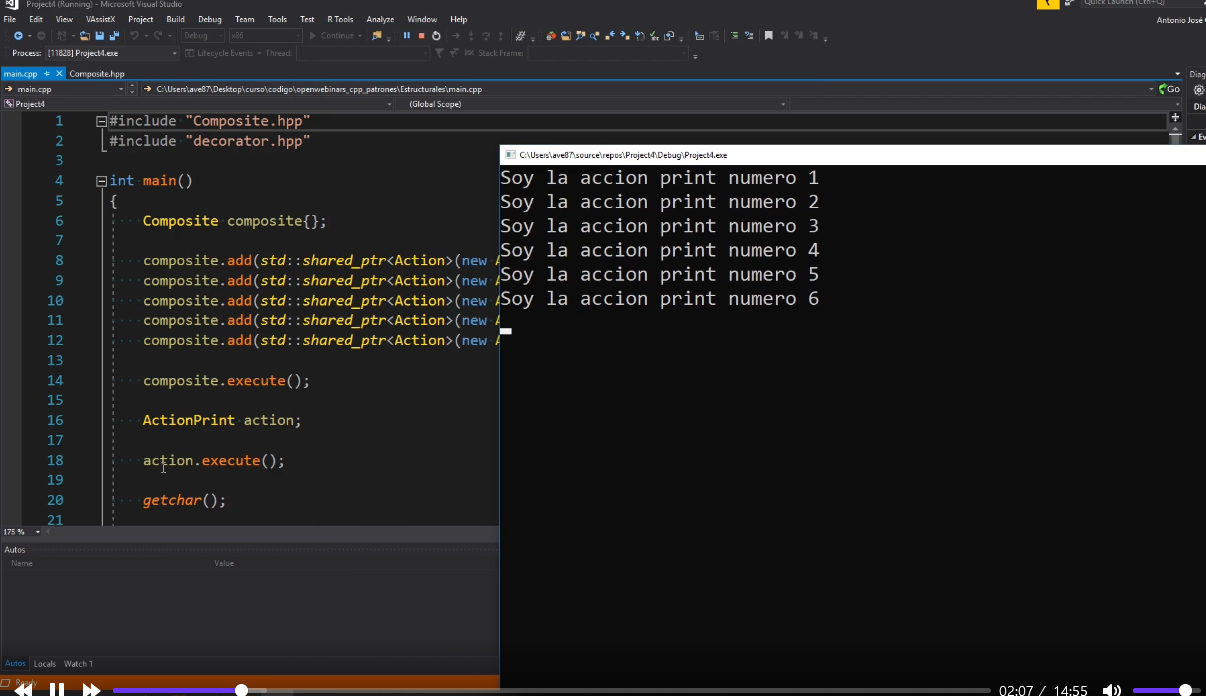 Project4 (Running) - Microsoft Visual Studio
Quick Launch (Ctrl+Q)
File Edit View VAssistX Project Build Debug Team Tools Test R Tools Analyze Window Help
Antonio José
Debug x86 Continue
Process: [11828] Project4.exe Lifecycle Events Thread: Stack Frame:
main.cpp Composite.hpp
Diag
main.cpp C:\Users\ave87\Desktop\curso\codigo\openwebinars_cpp_patrones\Estructurales\main.cpp Go
Project4 (Global Scope)
1 #include "Composite.hpp"
2 #include "decorator.hpp"
3
4 int main()
5 {
6 Composite composite{};
7
8 composite.add(std::shared_ptr<Action>(new A
9 composite.add(std::shared_ptr<Action>(new A
10 composite.add(std::shared_ptr<Action>(new A
11 composite.add(std::shared_ptr<Action>(new A
12 composite.add(std::shared_ptr<Action>(new A
13
14 composite.execute();
15
16 ActionPrint action;
17
18 action.execute();
19
20 getchar();
21
175 %
C:\Users\ave87\source\repos\Project4\Debug\Project4.exe
Soy la accion print numero 1
Soy la accion print numero 2
Soy la accion print numero 3
Soy la accion print numero 4
Soy la accion print numero 5
Soy la accion print numero 6
Autos
Name Value
Autos Locals Watch 1
Ready
02:07 / 14:55